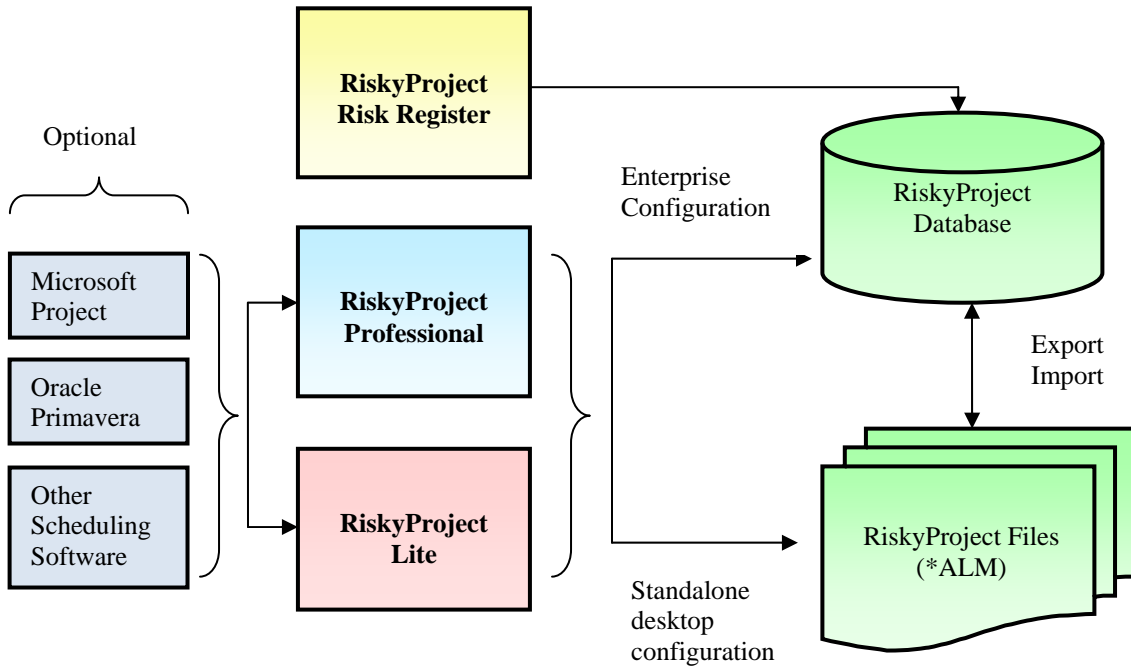 RiskyProject
Risk Register
Optional
Enterprise
Configuration
RiskyProject
Database
Microsoft
Project
RiskyProject
Professional
Export
Import
Oracle
Primavera
Other
Scheduling
Software
RiskyProject
Lite
RiskyProject Files
(*ALM)
Standalone
desktop
configuration